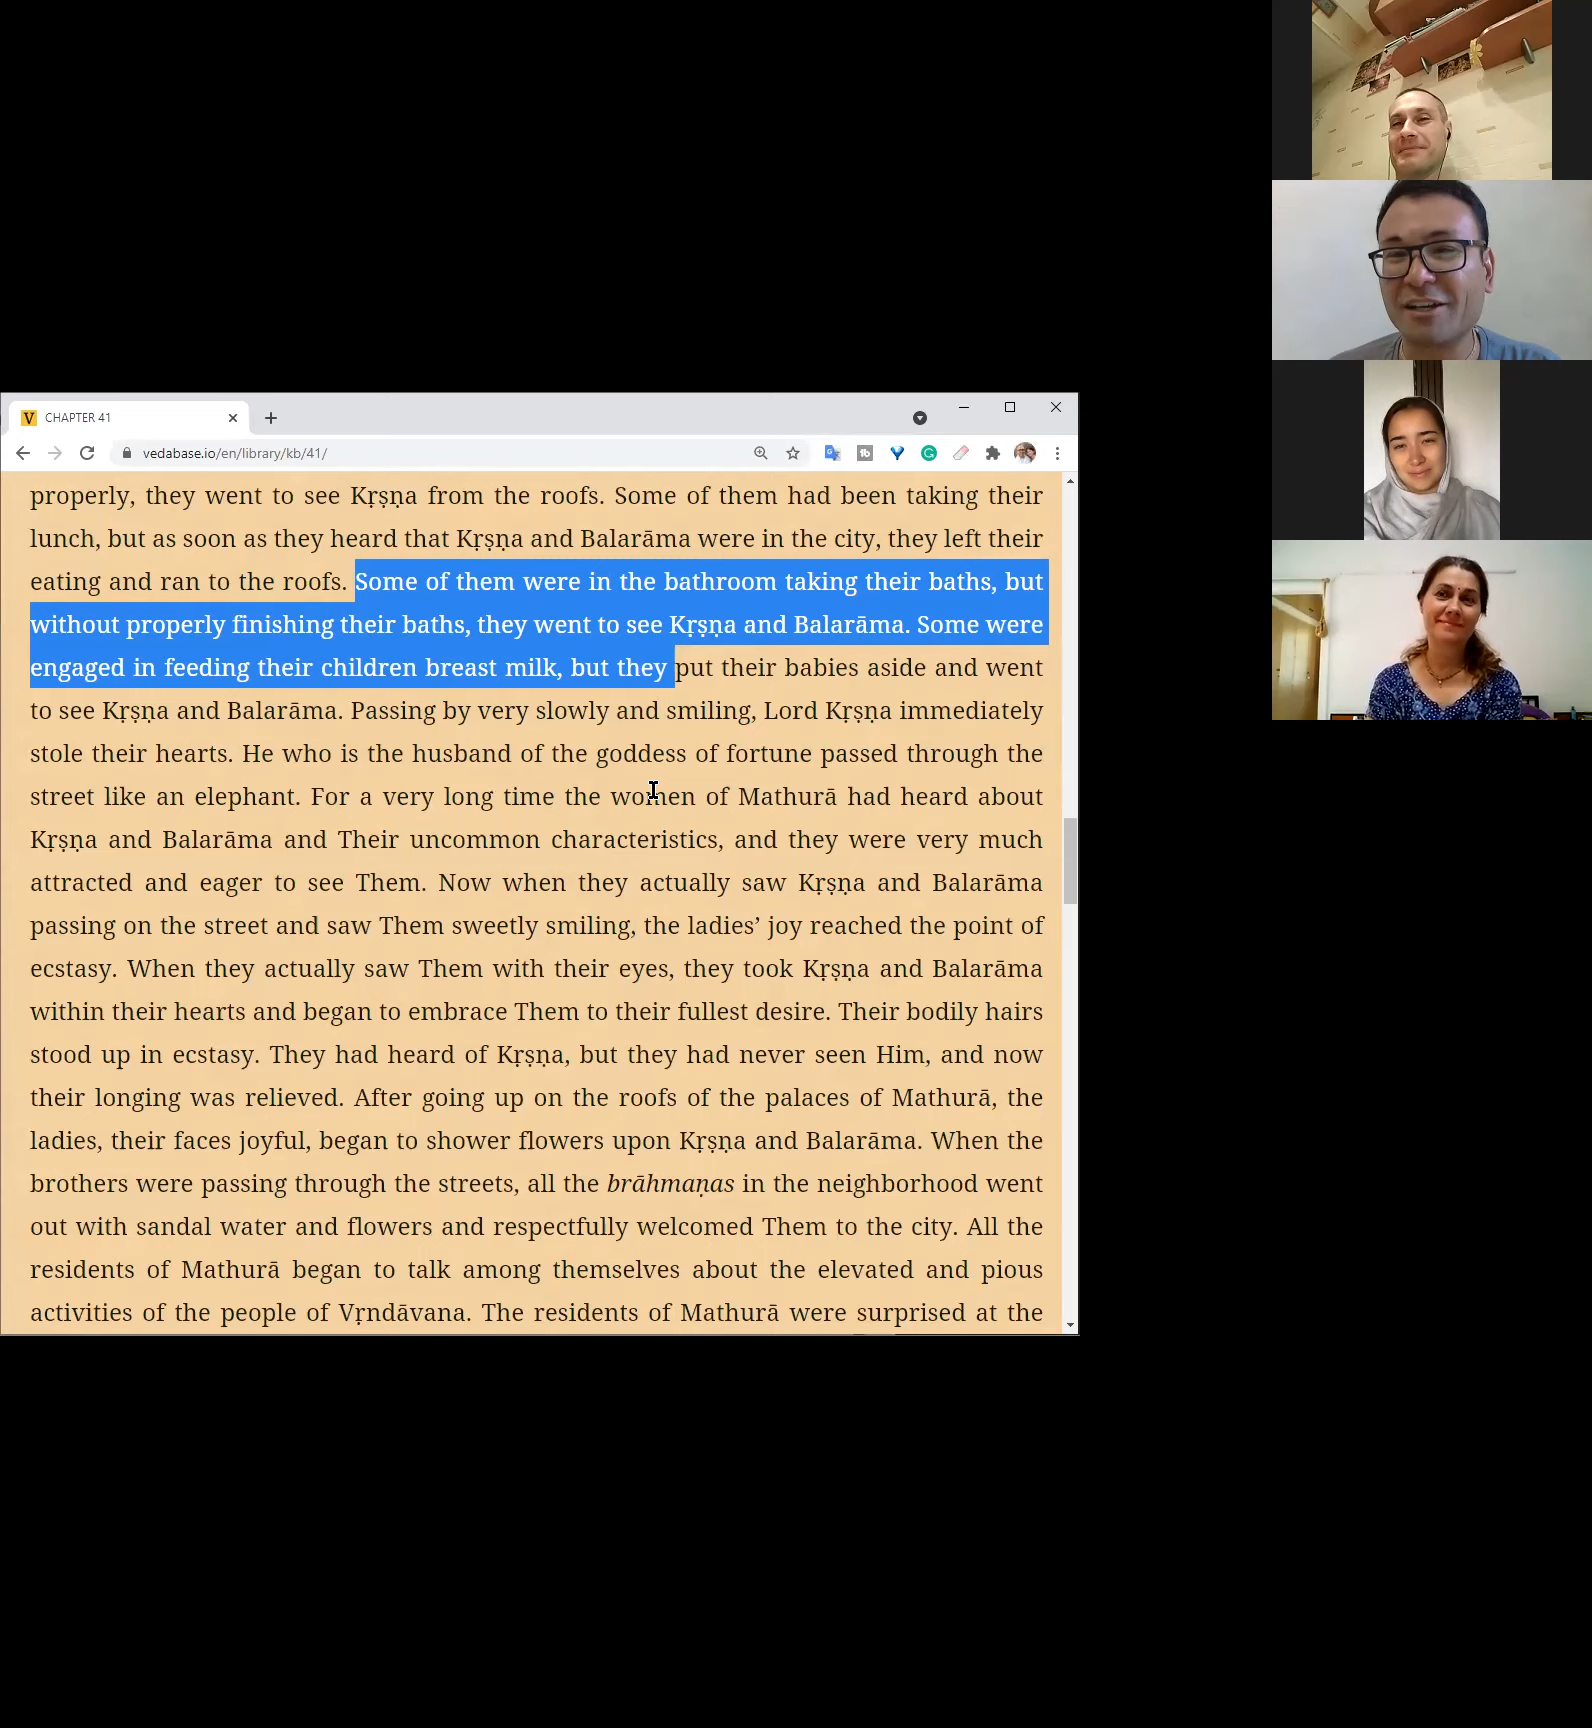 CHAPTER 41
vedabase.io/en/library/kb/41/
properly, they went to see Kṛṣṇa from the roofs. Some of them had been taking their
lunch, but as soon as they heard that Kṛṣṇa and Balarāma were in the city, they left their
eating and ran to the roofs. Some of them were in the bathroom taking their baths, but
without properly finishing their baths, they went to see Kṛṣṇa and Balarāma. Some were
engaged in feeding their children breast milk, but they put their babies aside and went
to see Kṛṣṇa and Balarāma. Passing by very slowly and smiling, Lord Kṛṣṇa immediately
stole their hearts. He who is the husband of the goddess of fortune passed through the
street like an elephant. For a very long time the women of Mathurā had heard about
Kṛṣṇa and Balarāma and Their uncommon characteristics, and they were very much
attracted and eager to see Them. Now when they actually saw Kṛṣṇa and Balarāma
passing on the street and saw Them sweetly smiling, the ladies’ joy reached the point of
ecstasy. When they actually saw Them with their eyes, they took Kṛṣṇa and Balarāma
within their hearts and began to embrace Them to their fullest desire. Their bodily hairs
stood up in ecstasy. They had heard of Kṛṣṇa, but they had never seen Him, and now
their longing was relieved. After going up on the roofs of the palaces of Mathurā, the
ladies, their faces joyful, began to shower flowers upon Kṛṣṇa and Balarāma. When the
brothers were passing through the streets, all the brāhmaṇas in the neighborhood went
out with sandal water and flowers and respectfully welcomed Them to the city. All the
residents of Mathurā began to talk among themselves about the elevated and pious
activities of the people of Vṛndāvana. The residents of Mathurā were surprised at the